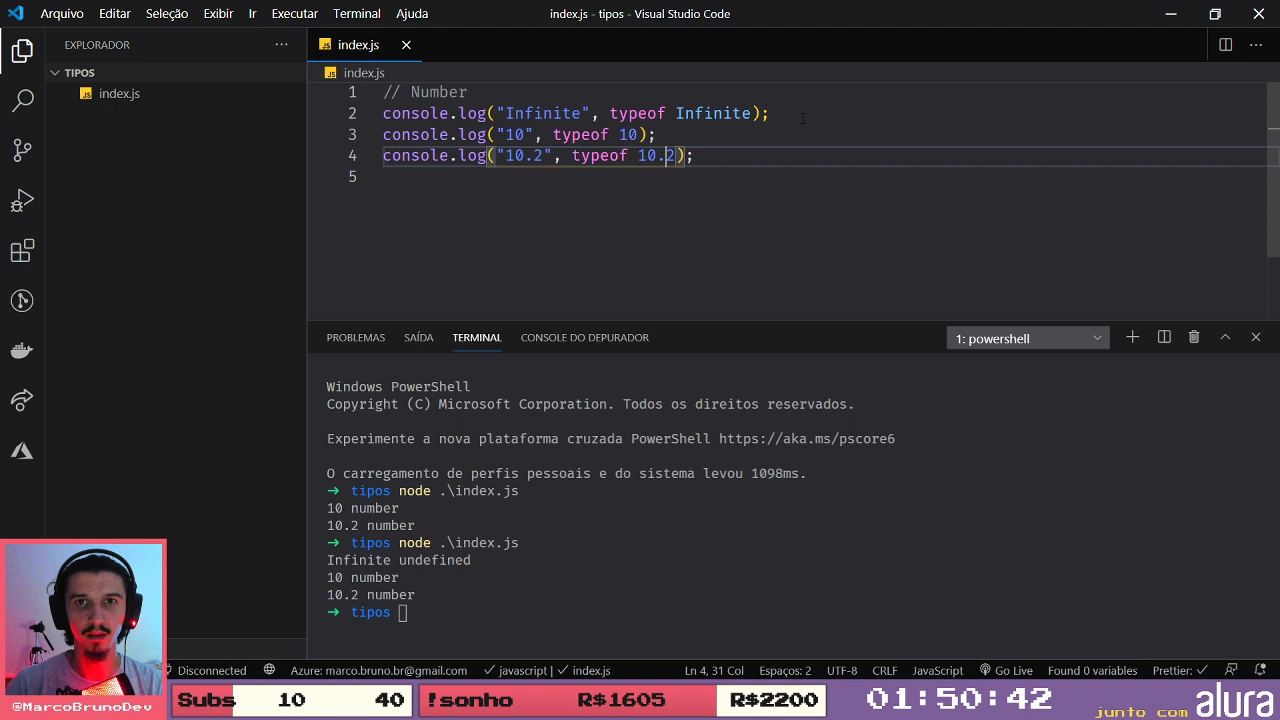 Arquivo Editar Seleção Exibir Ir Executar Terminal Ajuda
index.js - tipos - Visual Studio Code
EXPLORADOR
TIPOS
JS index.js
JS index.js
JS index.js
1 // Number
2 console.log("Infinite", typeof Infinite);
3 console.log("10", typeof 10);
4 console.log("10.2", typeof 10.2);
5
PROBLEMAS SAÍDA TERMINAL CONSOLE DO DEPURADOR
1: powershell
Windows PowerShell
Copyright (C) Microsoft Corporation. Todos os direitos reservados.
Experimente a nova plataforma cruzada PowerShell https://aka.ms/pscore6
O carregamento de perfis pessoais e do sistema levou 1098ms.
→ tipos node .\index.js
10 number
10.2 number
→ tipos node .\index.js
Infinite undefined
10 number
10.2 number
→ tipos
Disconnected Azure: marco.bruno.br@gmail.com ✓ javascript | ✓ index.js Ln 4, 31 Col Espaços: 2 UTF-8 CRLF JavaScript Go Live Found 0 variables Prettier: ✓
@MarcoBrunoDev
Subs 10 40
!sonho R$1605 R$2200
01:50:42
junto com alura